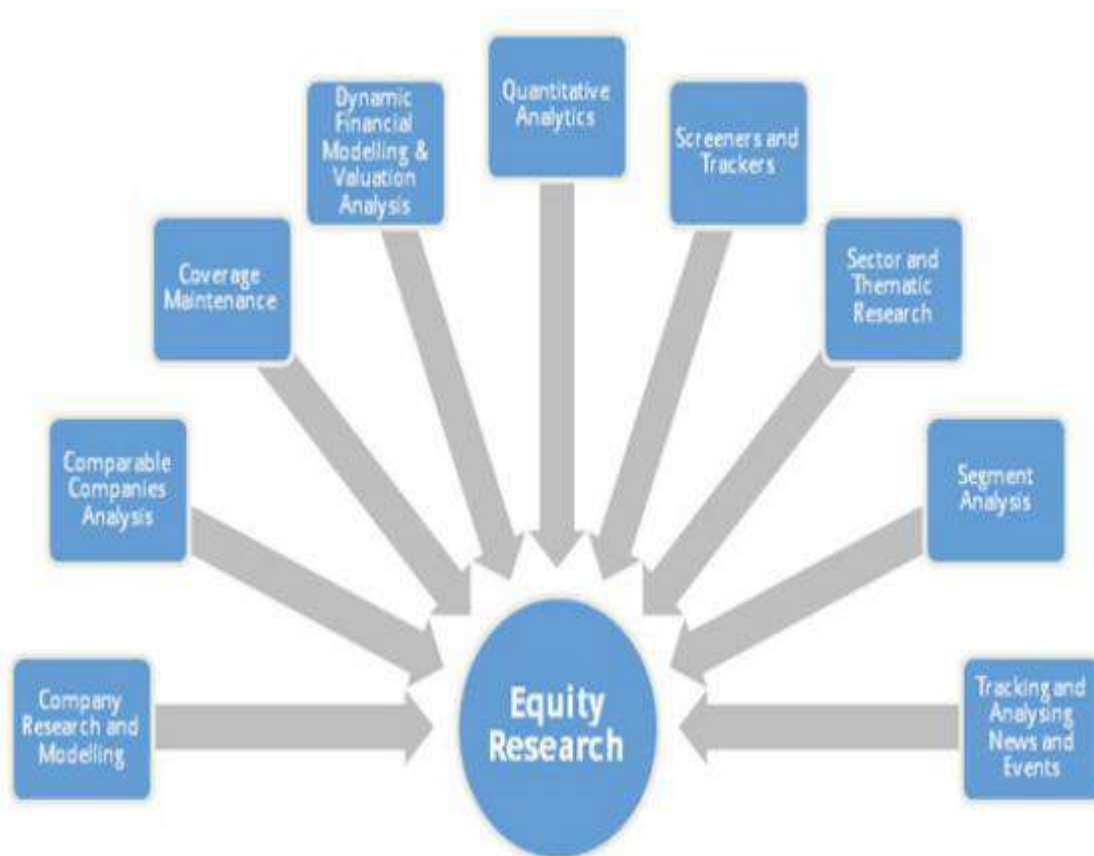 Quantitative
Analytics
Dynamic
Financial
Modelling &
Valuation
Analysis
Screeners and
Trackers
Coverage
Maintenance
Sector and
Thematic
Research
Comparable
Companies
Analysis
Segment
Analysis
Company
Research and
Modelling
Equity
Research
Tracking and
Analysing
News and
Events